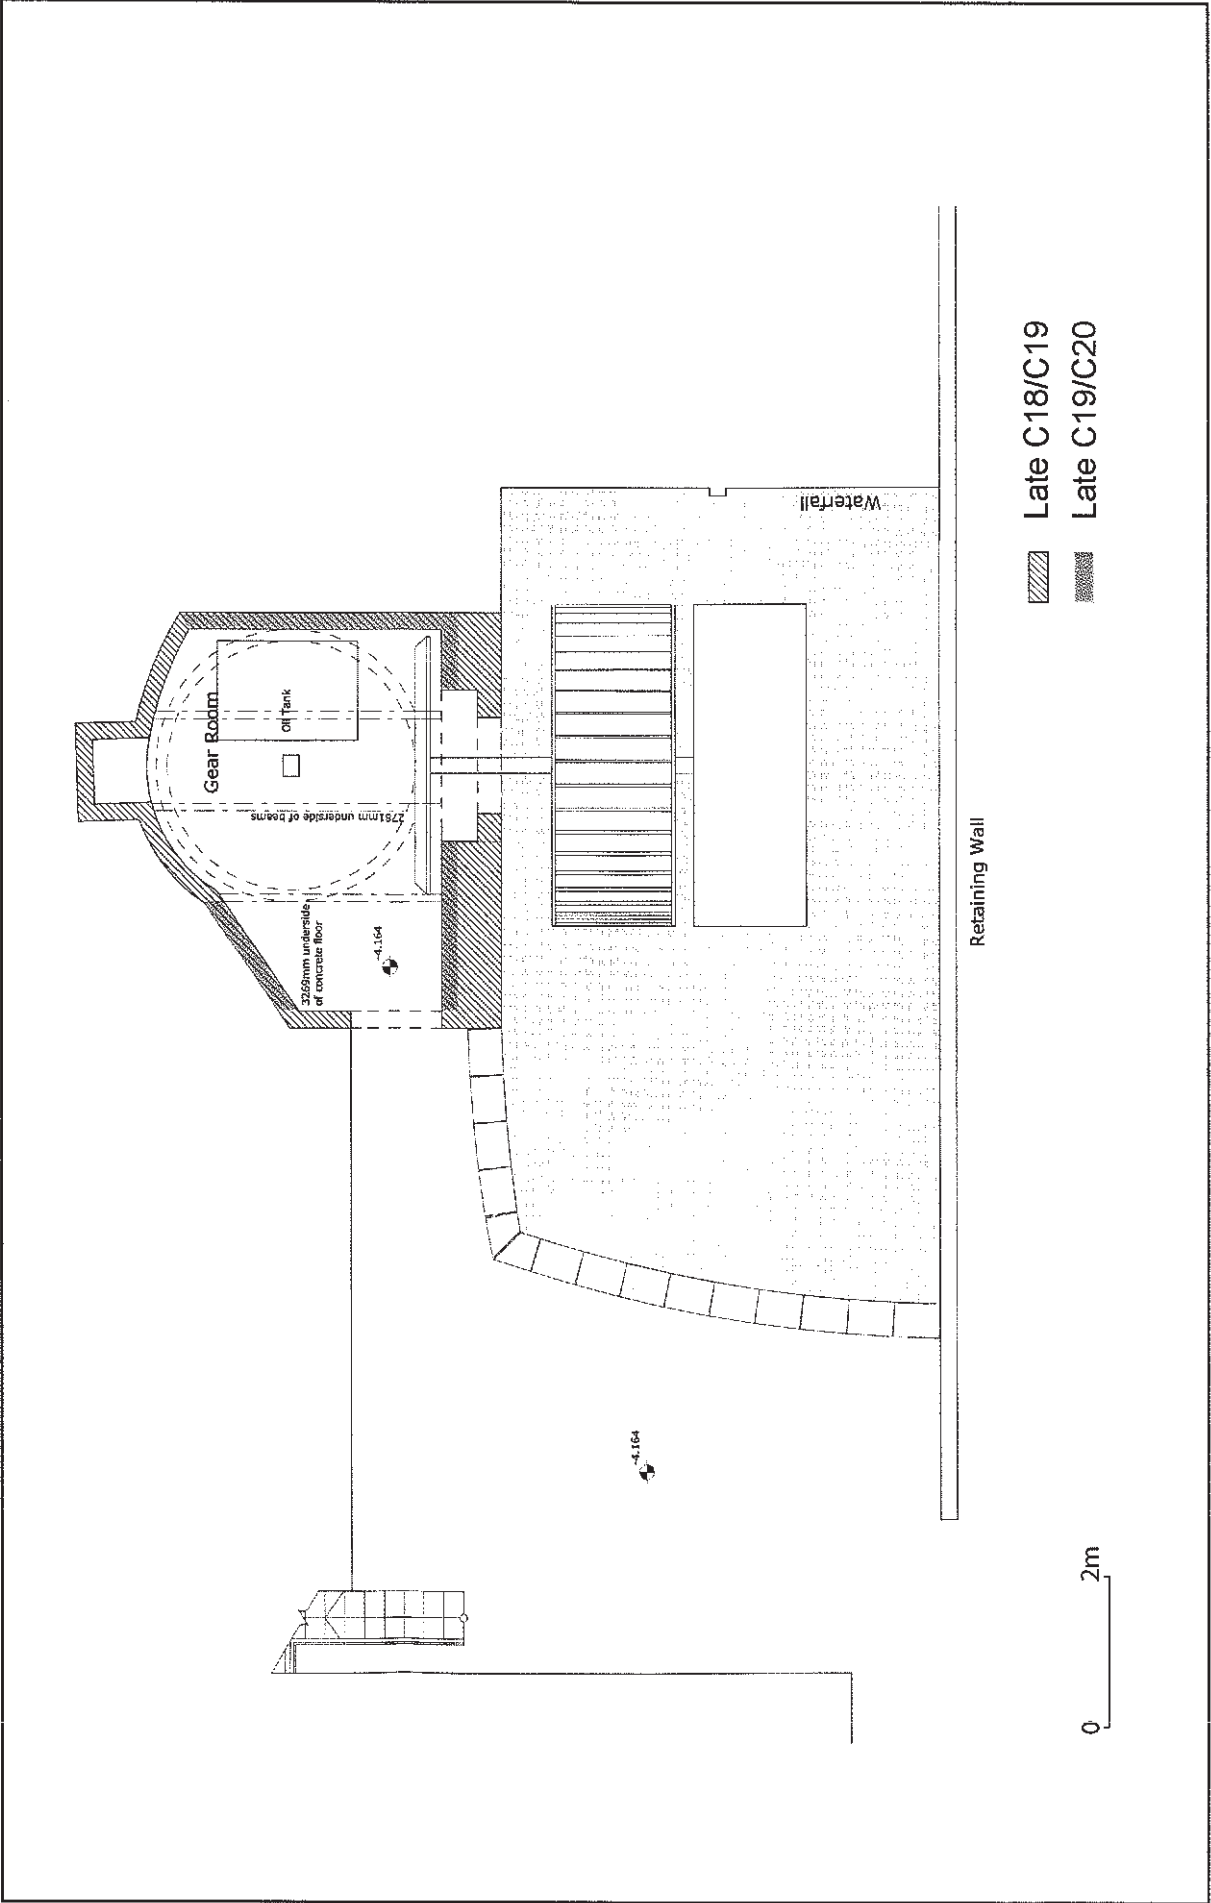 Gear Room
Oil Tank
2781mm underside of beams
3269mm underside
of concrete floor
-4.164
Waterfall
-4.164
Retaining Wall
0 2m
Late C18/C19
Late C19/C20